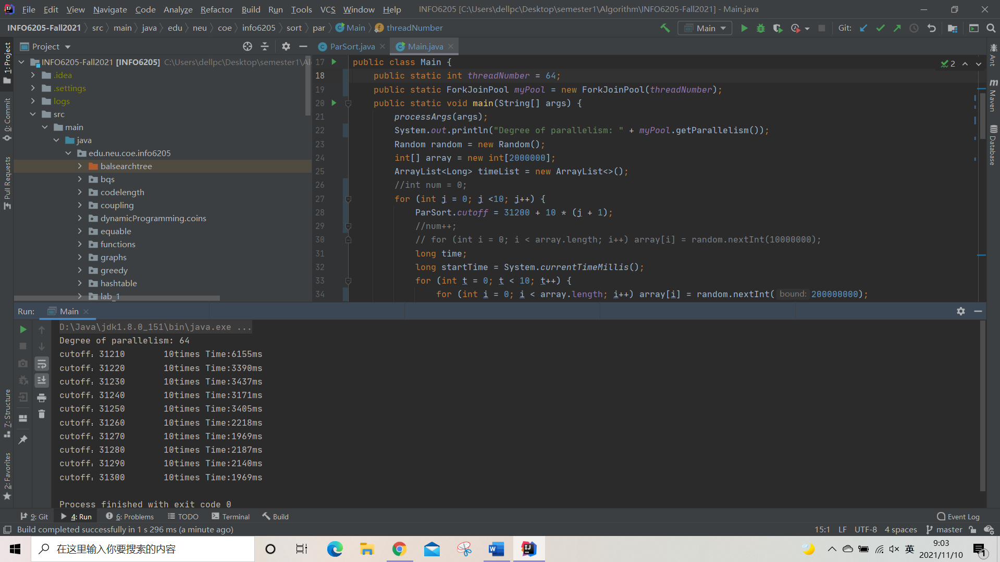 File Edit View Navigate Code Analyze Refactor Build Run Tools VCS Window Help INFO6205 [C:\Users\dellpc\Desktop\semester1\Algorithm\INFO6205-Fall2021] - Main.java
INFO6205-Fall2021 src main java edu neu coe info6205 sort par Main threadNumber Main Git:
Project ParSort.java Main.java
1: Project
0: Commit
Pull Requests
7: Structure
2: Favorites
INFO6205-Fall2021 [INFO6205] C:\Users\dellpc\Desktop\semester1\Al
.idea
.settings
logs
src
main
java
edu.neu.coe.info6205
balsearchtree
bqs
codelength
coupling
dynamicProgramming.coins
equable
functions
graphs
greedy
hashtable
lab_1
17 public class Main {
18 public static int threadNumber = 64;
19 public static ForkJoinPool myPool = new ForkJoinPool(threadNumber);
20 public static void main(String[] args) {
21 processArgs(args);
22 System.out.println("Degree of parallelism: " + myPool.getParallelism());
23 Random random = new Random();
24 int[] array = new int[2000000];
25 ArrayList<Long> timeList = new ArrayList<>();
26 //int num = 0;
27 for (int j = 0; j <10; j++) {
28 ParSort.cutoff = 31200 + 10 * (j + 1);
29 //num++;
30 // for (int i = 0; i < array.length; i++) array[i] = random.nextInt(10000000);
31 long time;
32 long startTime = System.currentTimeMillis();
33 for (int t = 0; t < 10; t++) {
34 for (int i = 0; i < array.length; i++) array[i] = random.nextInt( bound: 200000000);
2
Ant
Maven
Database
Run: Main
D:\Java\jdk1.8.0_151\bin\java.exe ...
Degree of parallelism: 64
cutoff：31210 10times Time:6155ms
cutoff：31220 10times Time:3390ms
cutoff：31230 10times Time:3437ms
cutoff：31240 10times Time:3171ms
cutoff：31250 10times Time:3405ms
cutoff：31260 10times Time:2218ms
cutoff：31270 10times Time:1969ms
cutoff：31280 10times Time:2187ms
cutoff：31290 10times Time:2140ms
cutoff：31300 10times Time:1969ms
Process finished with exit code 0
9: Git 4: Run 6: Problems TODO Terminal Build Event Log
Build completed successfully in 1 s 296 ms (a minute ago) 15:1 LF UTF-8 4 spaces master
在这里输入你要搜索的内容
英
9:03
2021/11/10
1